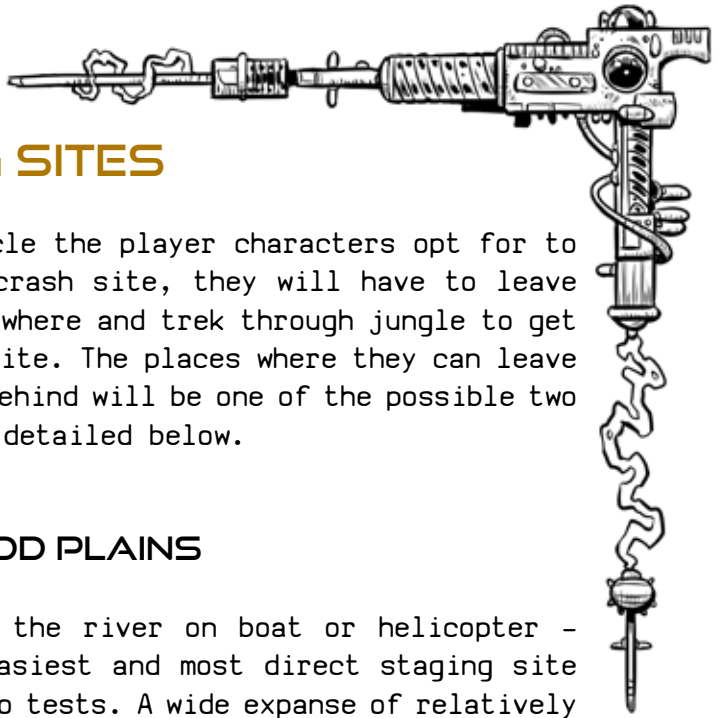 SITES
cle the player characters opt for to
crash site, they will have to leave
where and trek through jungle to get
ite. The places where they can leave
ehind will be one of the possible two
detailed below.
OD PLAINS
the river on boat or helicopter –
asiest and most direct staging site
o tests. A wide expanse of relatively